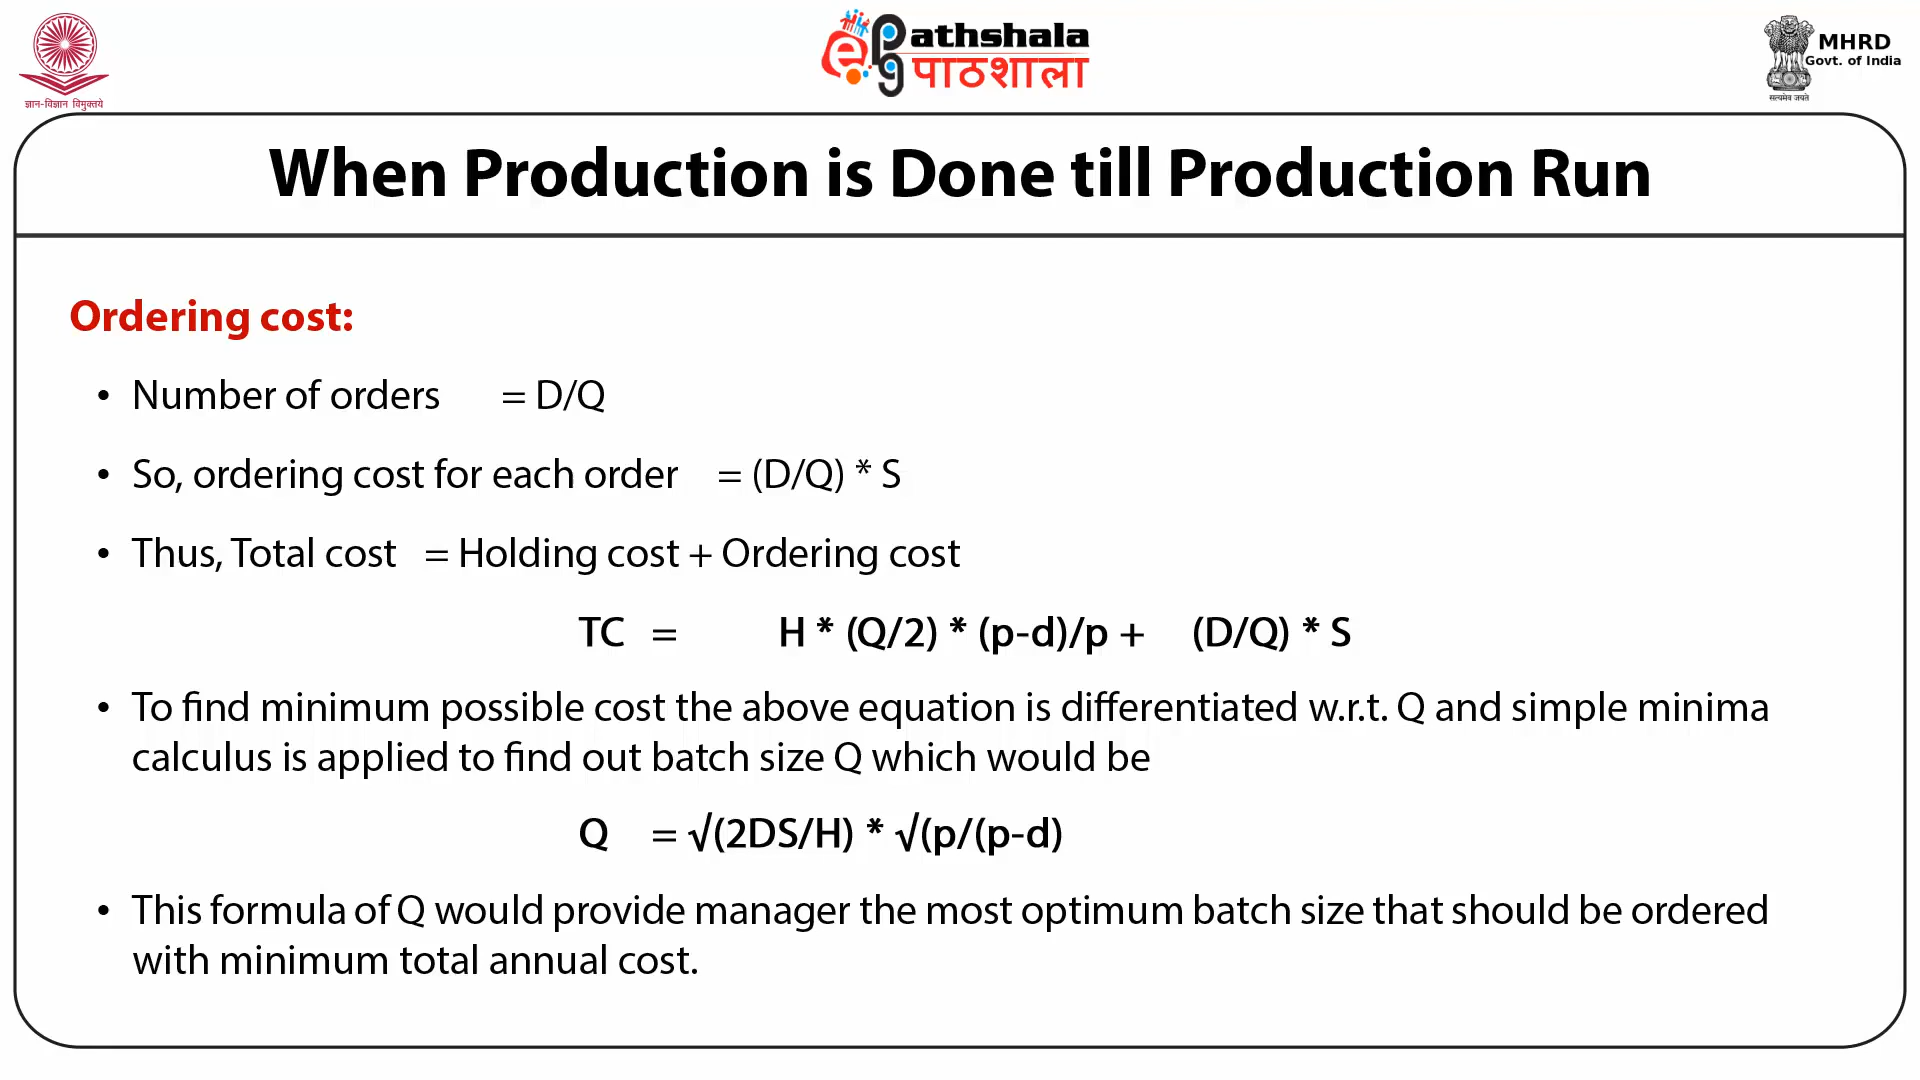 ज्ञान-विज्ञान विमुक्तये
ePathshala
पाठशाला
MHRD
Govt. of India
सत्यमेव जयते
When Production is Done till Production Run
Ordering cost:
• Number of orders = D/Q
• So, ordering cost for each order = (D/Q) * S
• Thus, Total cost = Holding cost + Ordering cost
TC = H * (Q/2) * (p-d)/p + (D/Q) * S
• To find minimum possible cost the above equation is differentiated w.r.t. Q and simple minima
calculus is applied to find out batch size Q which would be
Q = √(2DS/H) * √(p/(p-d)
• This formula of Q would provide manager the most optimum batch size that should be ordered
with minimum total annual cost.